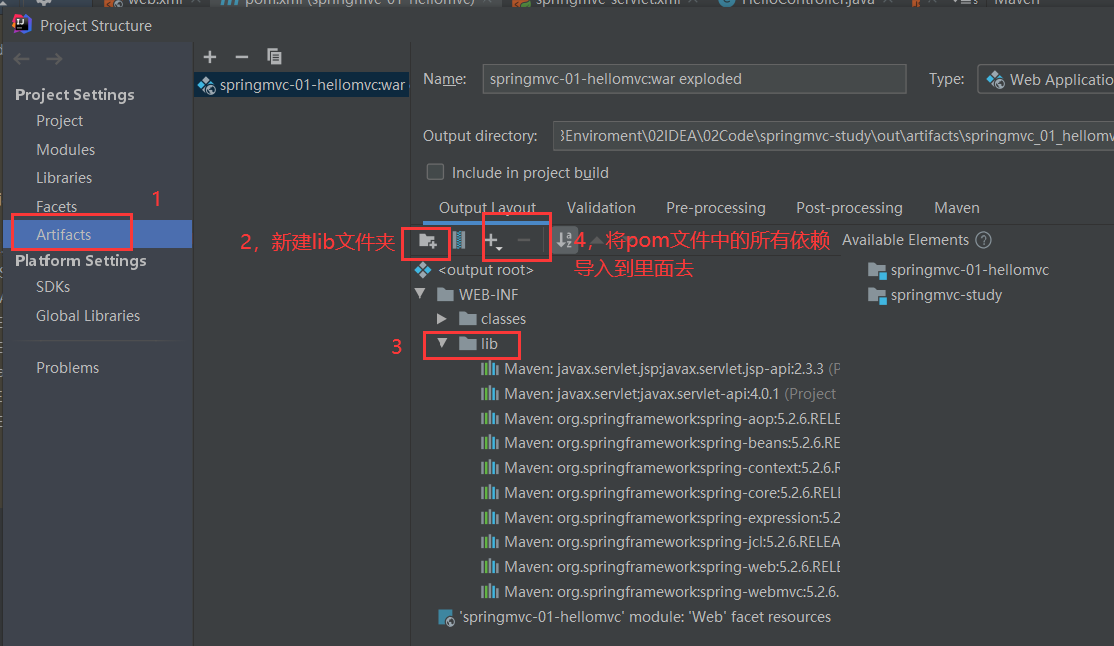 Project Structure
Project Settings
Project
Modules
Libraries
Facets
1
Artifacts
Platform Settings
SDKs
Global Libraries
Problems
springmvc-01-hellomvc:war
Name:
springmvc-01-hellomvc:war exploded
Type:
Web Applicatio
Output directory:
Enviroment\02IDEA\02Code\springmvc-study\out\artifacts\springmvc_01_hellomv
Include in project build
Output Layout
Validation
Pre-processing
Post-processing
Maven
2，新建lib文件夹
4，将pom文件中的所有依赖
导入到里面去
Available Elements
<output root>
WEB-INF
classes
3
lib
Maven: javax.servlet.jsp:javax.servlet.jsp-api:2.3.3 (P
Maven: javax.servlet:javax.servlet-api:4.0.1 (Project
Maven: org.springframework:spring-aop:5.2.6.RELE
Maven: org.springframework:spring-beans:5.2.6.RE
Maven: org.springframework:spring-context:5.2.6.R
Maven: org.springframework:spring-core:5.2.6.RELI
Maven: org.springframework:spring-expression:5.2
Maven: org.springframework:spring-jcl:5.2.6.RELEA
Maven: org.springframework:spring-web:5.2.6.RELE
Maven: org.springframework:spring-webmvc:5.2.6.
'springmvc-01-hellomvc' module: 'Web' facet resources
springmvc-01-hellomvc
springmvc-study